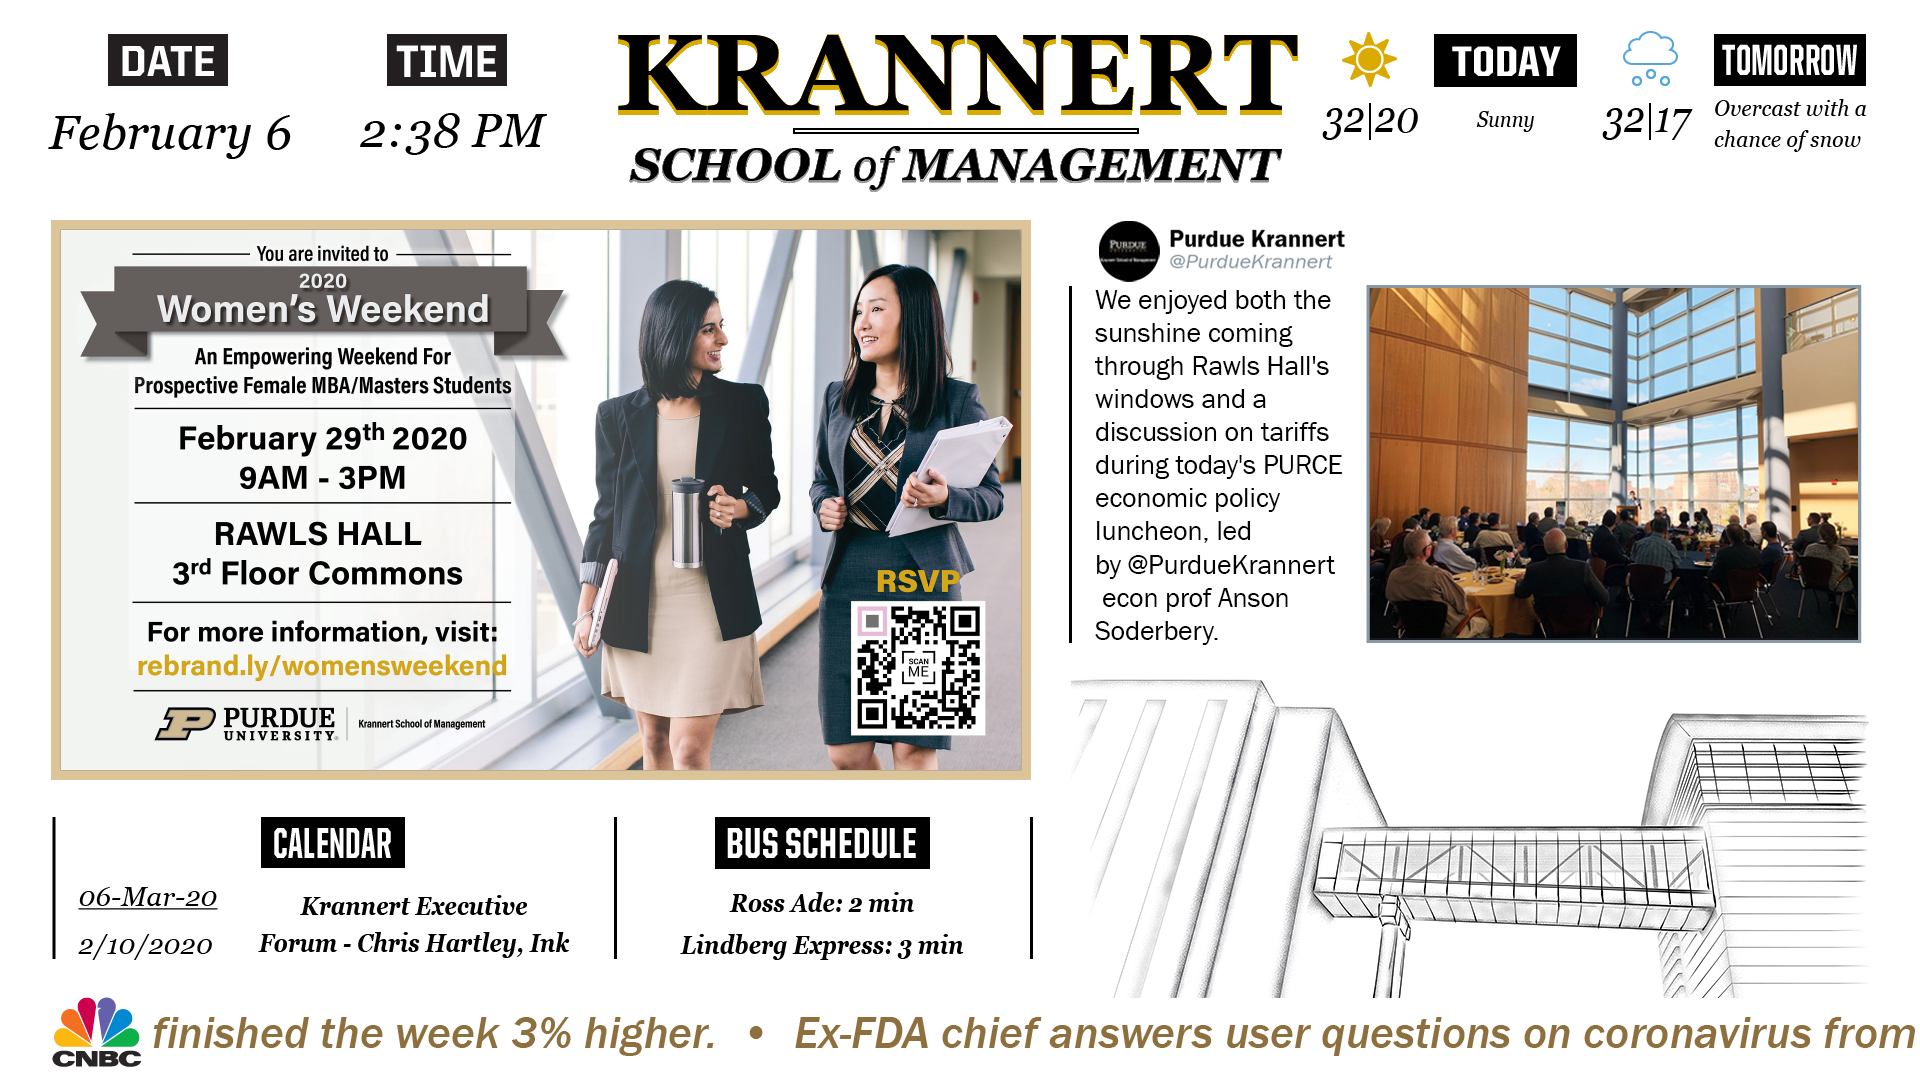 DATE
February 6
TIME
2:38 PM
KRANNERT
SCHOOL of MANAGEMENT
32|20
TODAY
Sunny
32|17
TOMORROW
Overcast with a
chance of snow
You are invited to
2020
Women's Weekend
An Empowering Weekend For
Prospective Female MBA/Masters Students
February 29th 2020
9AM - 3PM
RAWLS HALL
3rd Floor Commons
For more information, visit:
rebrand.ly/womensweekend
PURDUE
UNIVERSITY®
Krannert School of Management
RSVP
SCAN
ME
PURDUE
UNIVERSITY
Krannert School of Management
Purdue Krannert
@PurdueKrannert
We enjoyed both the
sunshine coming
through Rawls Hall's
windows and a
discussion on tariffs
during today's PURCE
economic policy
luncheon, led
by @PurdueKrannert
econ prof Anson
Soderbery.
CALENDAR
06-Mar-20
2/10/2020
Krannert Executive
Forum - Chris Hartley, Ink
BUS SCHEDULE
Ross Ade: 2 min
Lindberg Express: 3 min
CNBC
finished the week 3% higher. • Ex-FDA chief answers user questions on coronavirus from